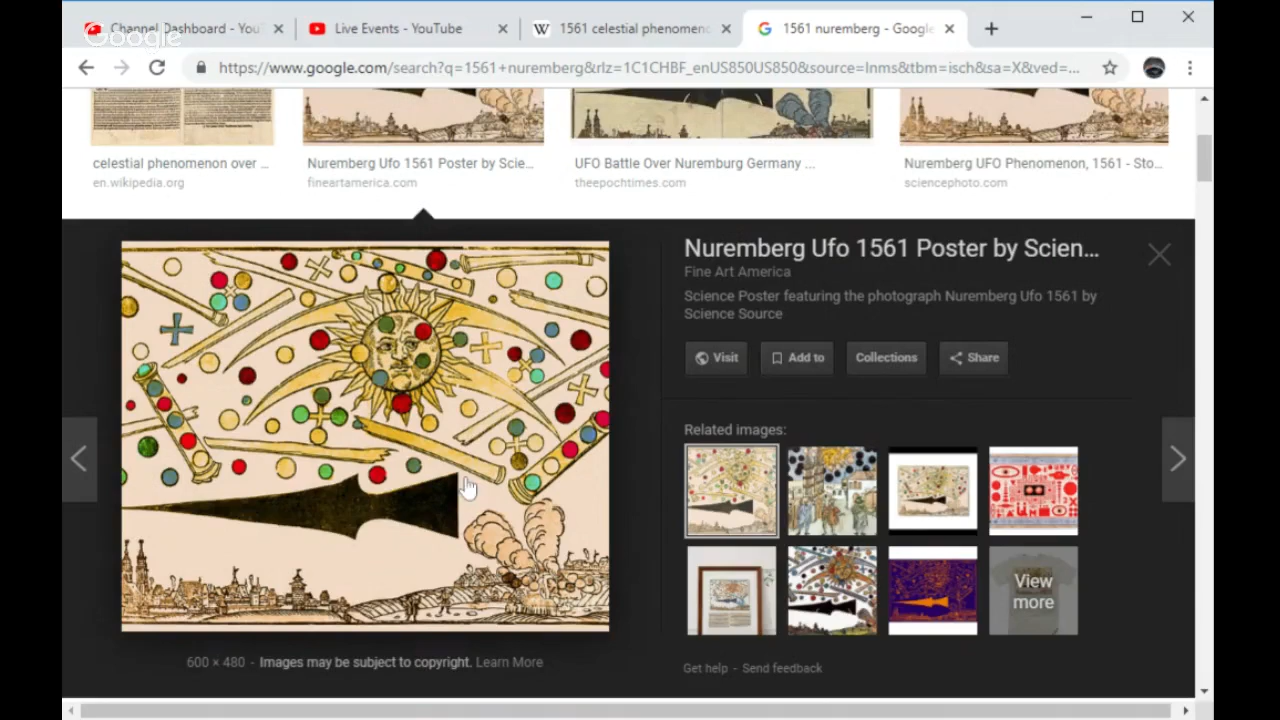 Channel Dashboard - You
Live Events - YouTube
1561 celestial phenomen
1561 nuremberg - Google
Google
https://www.google.com/search?q=1561+nuremberg&rlz=1C1CHBF_enUS850US850&source=lnms&tbm=isch&sa=X&ved=...
celestial phenomenon over ...
Nuremberg Ufo 1561 Poster by Scie...
UFO Battle Over Nuremburg Germany ...
Nuremberg UFO Phenomenon, 1561 - Sto...
en.wikipedia.org
fineartamerica.com
theepochtimes.com
sciencephoto.com
Nuremberg Ufo 1561 Poster by Scien...
Fine Art America
Science Poster featuring the photograph Nuremberg Ufo 1561 by
Science Source
Visit
Add to
Collections
Share
Related images:
View
more
600 × 480 - Images may be subject to copyright. Learn More
Get help - Send feedback